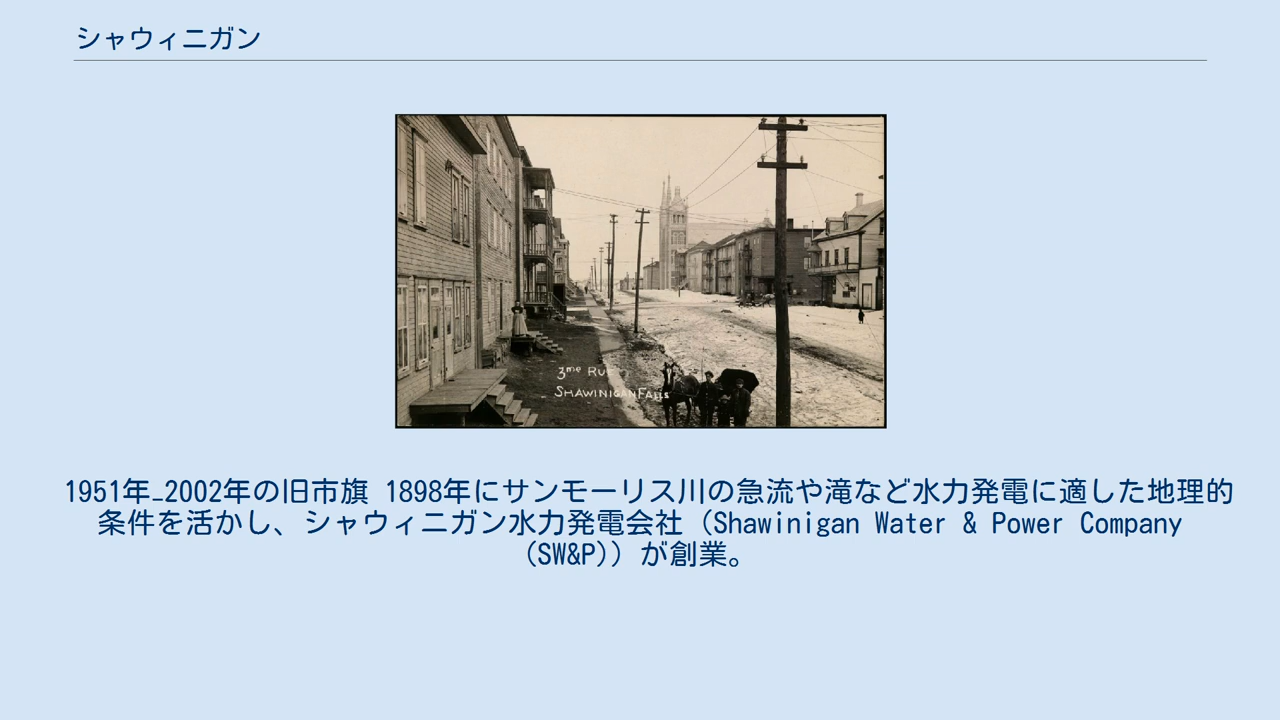 シャウィニガン
3me Rue
SHAWINIGAN FALLS
1951年-2002年の旧市旗 1898年にサンモーリス川の急流や滝など水力発電に適した地理的
条件を活かし、シャウィニガン水力発電会社（Shawinigan Water & Power Company
（SW&P)）が創業。